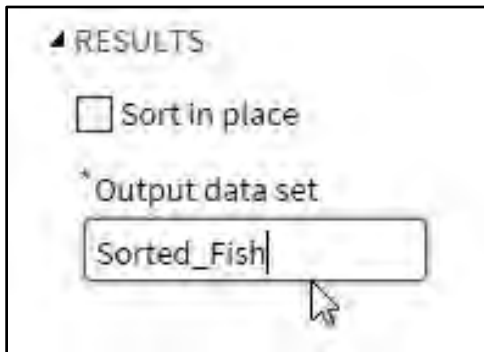 RESULTS
Sort in place
*Output data set
Sorted_Fish